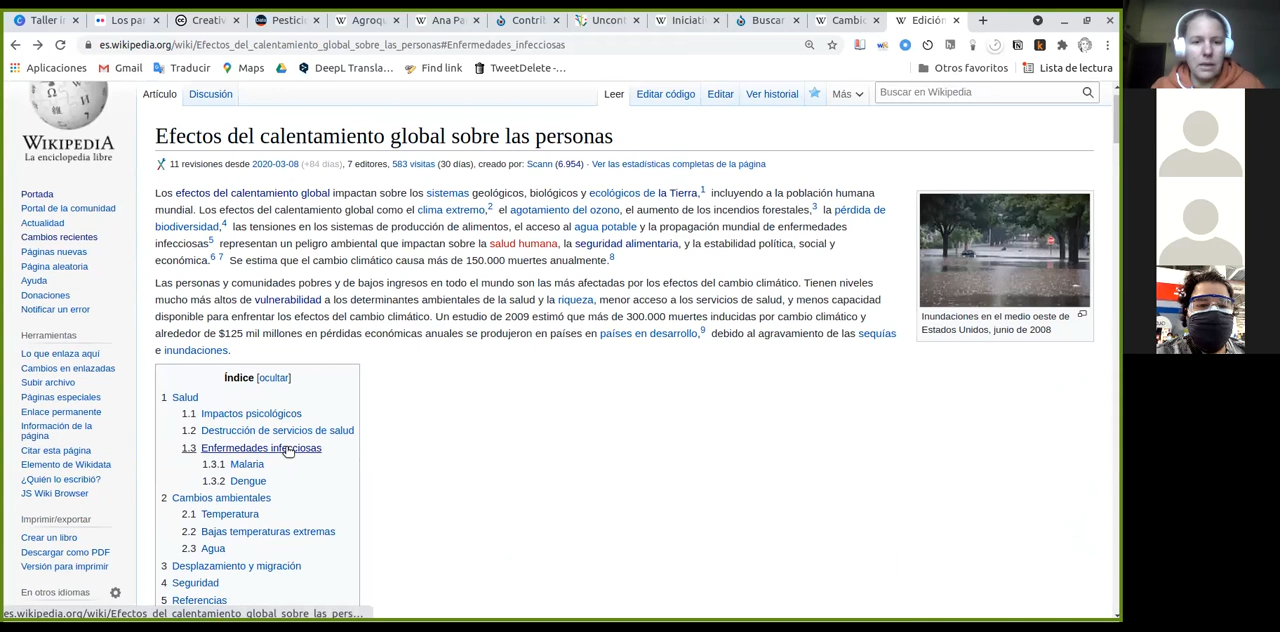 Taller i
Los par
Creativ
Pestici
Agroqu
Ana Pa
Contrib
Uncont
Iniciati
Buscar
Cambio
Edición
es.wikipedia.org/wiki/Efectos_del_calentamiento_global_sobre_las_personas#Enfermedades_infecciosas
Aplicaciones Gmail Traducir Maps DeepL Transla... Find link TweetDelete -... Otros favoritos Lista de lectura
WIKIPEDIA
La enciclopedia libre
Portada
Portal de la comunidad
Actualidad
Cambios recientes
Páginas nuevas
Página aleatoria
Ayuda
Donaciones
Notificar un error
Herramientas
Lo que enlaza aquí
Cambios en enlazadas
Subir archivo
Páginas especiales
Enlace permanente
Información de la
página
Citar esta página
Elemento de Wikidata
¿Quién lo escribió?
JS Wiki Browser
Imprimir/exportar
Crear un libro
Descargar como PDF
Versión para imprimir
En otros idiomas
Artículo Discusión Leer Editar código Editar Ver historial Más Buscar en Wikipedia
Efectos del calentamiento global sobre las personas
11 revisiones desde 2020-03-08 (+84 días), 7 editores, 583 visitas (30 días), creado por: Scann (6.954) · Ver las estadísticas completas de la página
Los efectos del calentamiento global impactan sobre los sistemas geológicos, biológicos y ecológicos de la Tierra,1 incluyendo a la población humana
mundial. Los efectos del calentamiento global como el clima extremo,2 el agotamiento del ozono, el aumento de los incendios forestales,3 la pérdida de
biodiversidad,4 las tensiones en los sistemas de producción de alimentos, el acceso al agua potable y la propagación mundial de enfermedades
infecciosas5 representan un peligro ambiental que impactan sobre la salud humana, la seguridad alimentaria, y la estabilidad política, social y
económica.6 7 Se estima que el cambio climático causa más de 150.000 muertes anualmente.8
Las personas y comunidades pobres y de bajos ingresos en todo el mundo son las más afectadas por los efectos del cambio climático. Tienen niveles
mucho más altos de vulnerabilidad a los determinantes ambientales de la salud y la riqueza, menor acceso a los servicios de salud, y menos capacidad
disponible para enfrentar los efectos del cambio climático. Un estudio de 2009 estimó que más de 300.000 muertes inducidas por cambio climático y
alrededor de $125 mil millones en pérdidas económicas anuales se produjeron en países en países en desarrollo,9 debido al agravamiento de las sequías
e inundaciones.
Inundaciones en el medio oeste de
Estados Unidos, junio de 2008
Índice [ocultar]
1 Salud
1.1 Impactos psicológicos
1.2 Destrucción de servicios de salud
1.3 Enfermedades infecciosas
1.3.1 Malaria
1.3.2 Dengue
2 Cambios ambientales
2.1 Temperatura
2.2 Bajas temperaturas extremas
2.3 Agua
3 Desplazamiento y migración
4 Seguridad
5 Referencias
es.wikipedia.org/wiki/Efectos_del_calentamiento_global_sobre_las_pers...